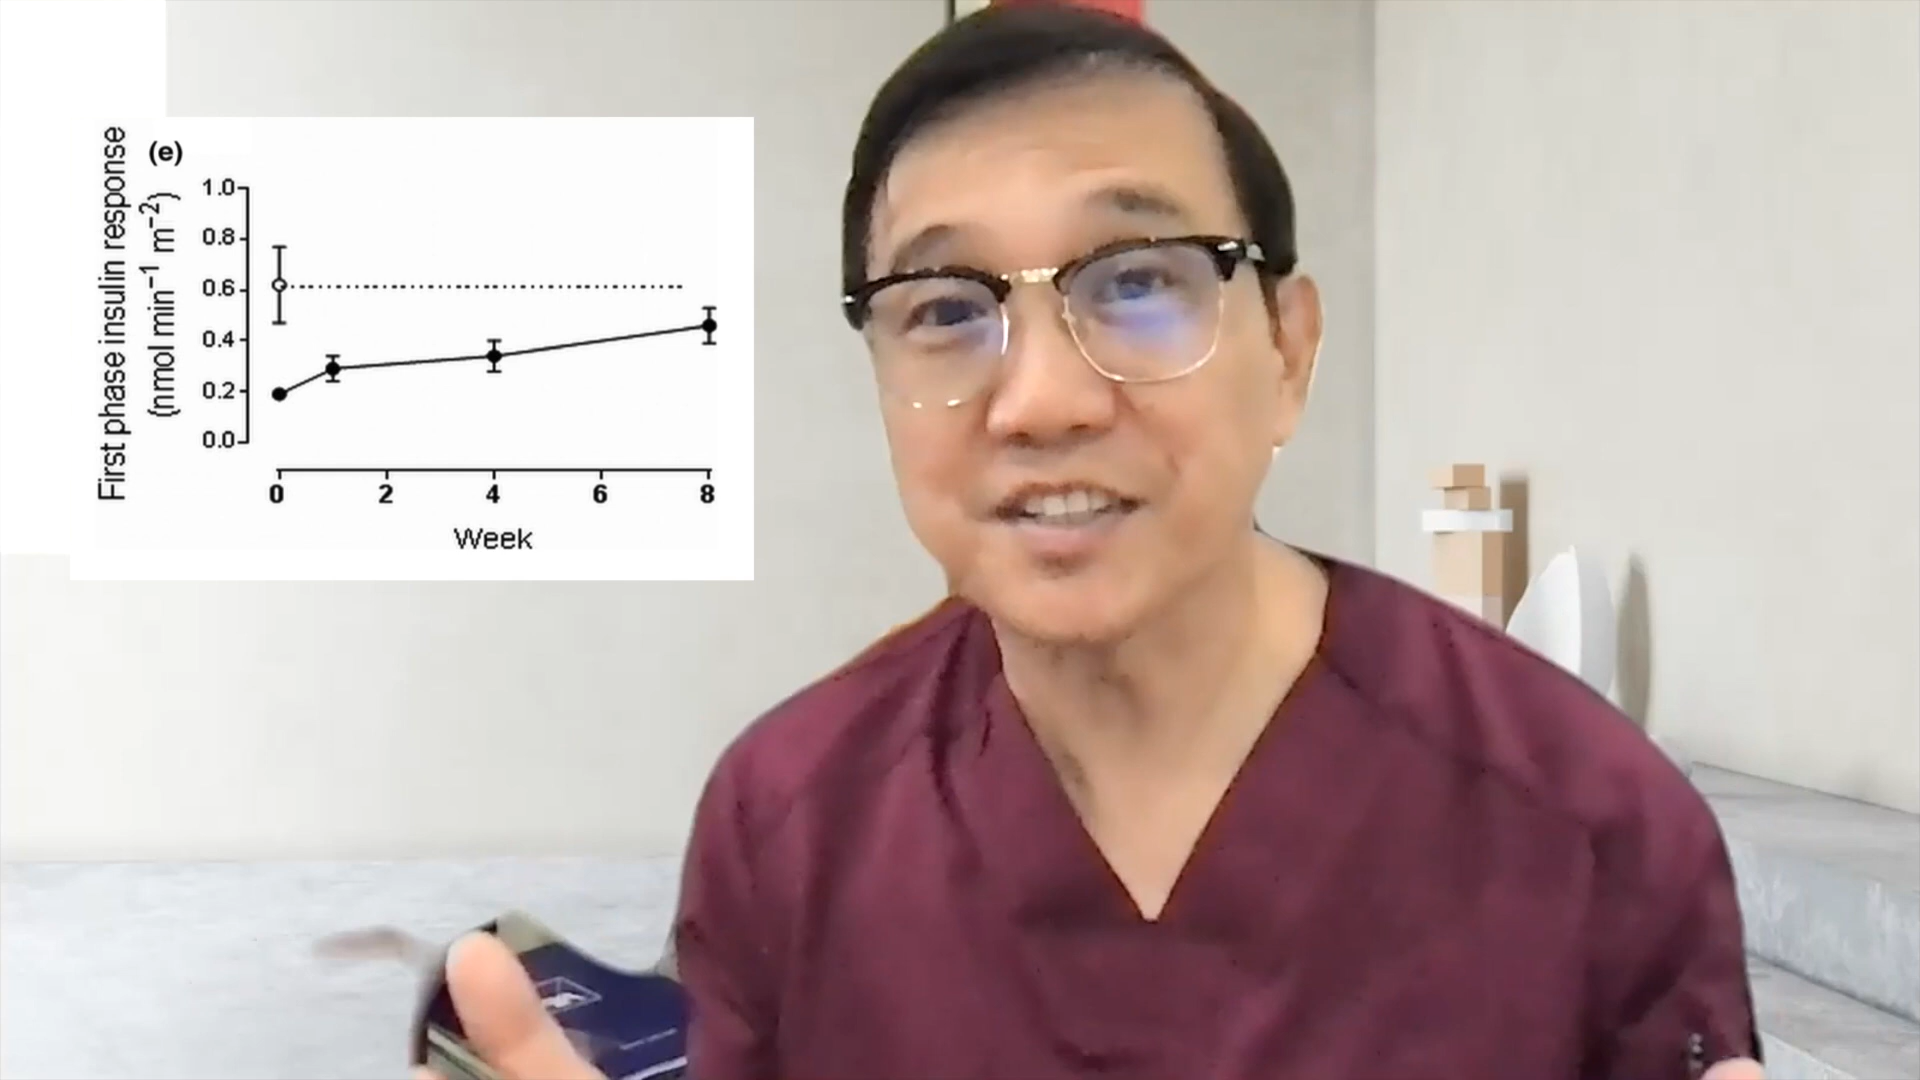 First phase insulin response
(nmol min⁻¹ m⁻²)
(e)
1.0
0.8
0.6
0.4
0.2
0.0
0 2 4 6 8
Week